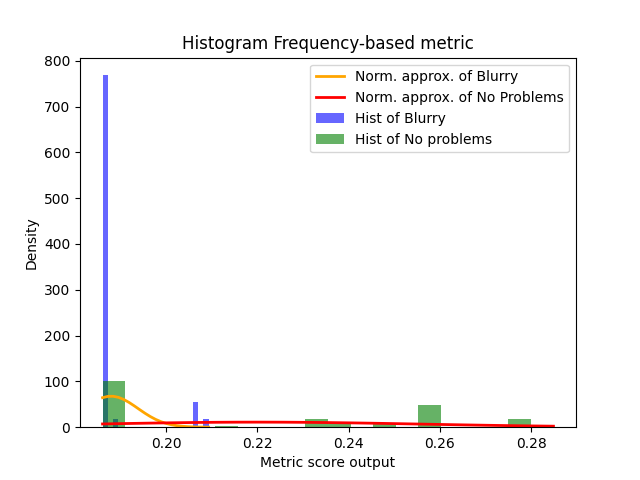 Histogram Frequency-based metric
Norm. approx. of Blurry
Norm. approx. of No Problems
Hist of Blurry
Hist of No problems
Density
800
700
600
500
400
300
200
100
0
0.20 0.22 0.24 0.26 0.28
Metric score output